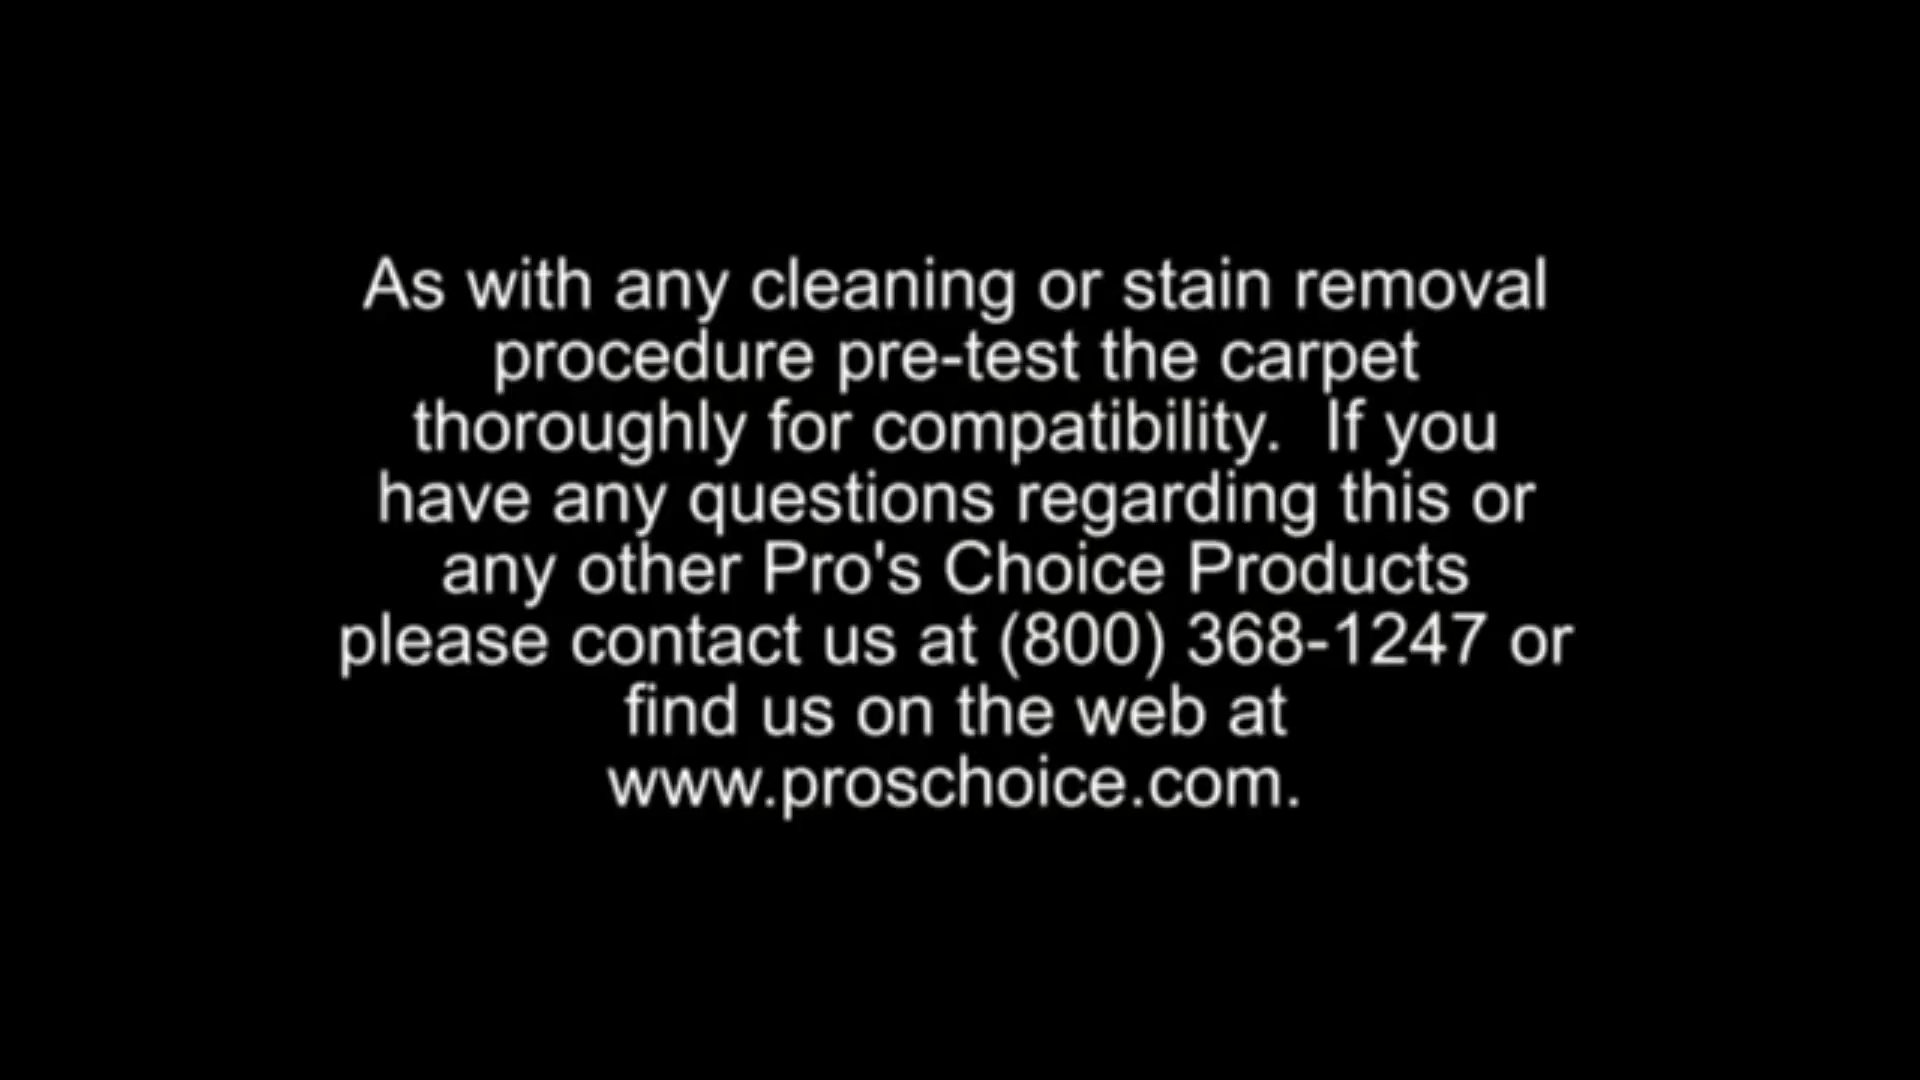 As with any cleaning or stain removal
procedure pre-test the carpet
thoroughly for compatibility.  If you
have any questions regarding this or
any other Pro's Choice Products
please contact us at (800) 368-1247 or
find us on the web at
www.proschoice.com.